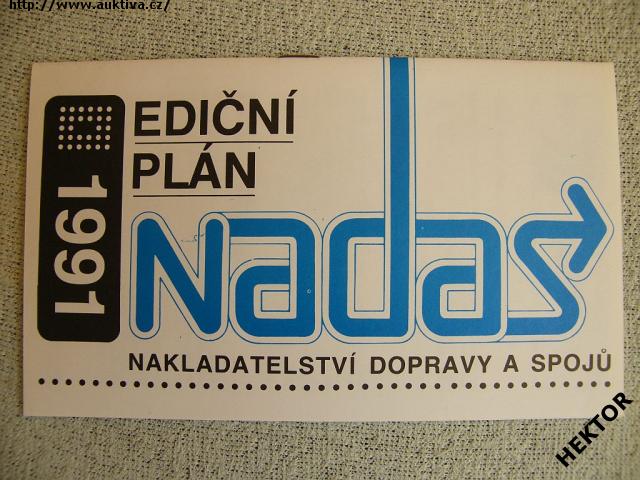 http://www.auktiva.cz/
EDIČNÍ
PLÁN
1991
Nadas
NAKLADATELSTVÍ DOPRAVY A SPOJŮ
HEKTOR